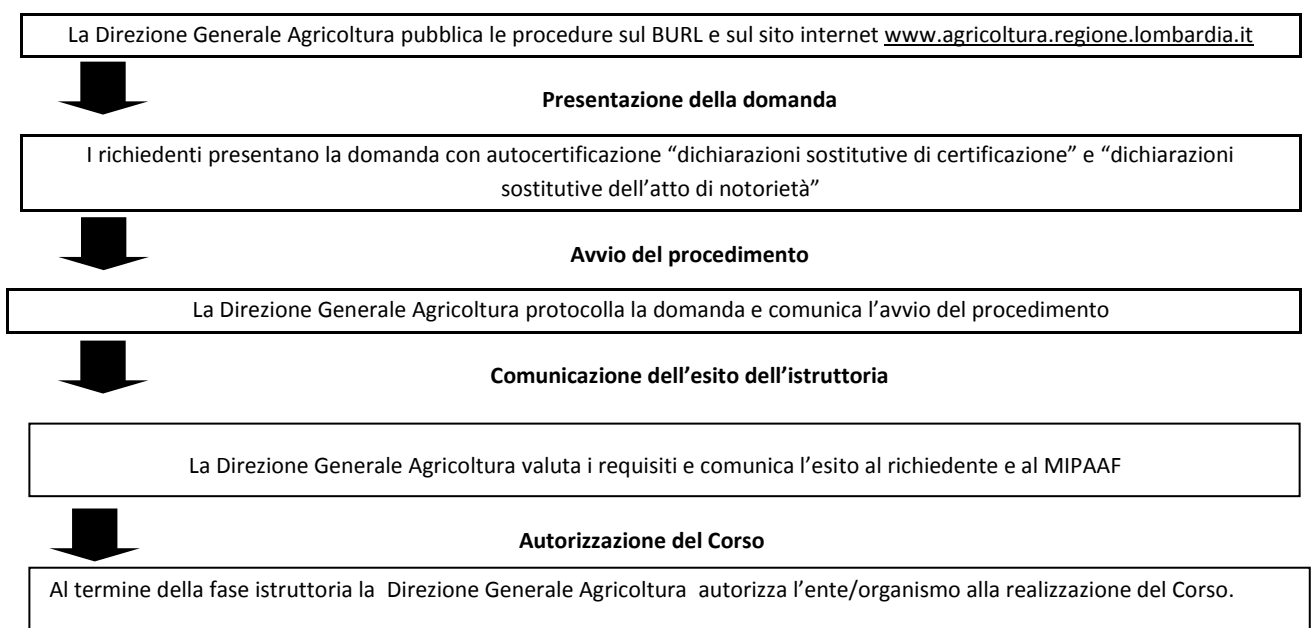 La Direzione Generale Agricoltura pubblica le procedure sul BURL e sul sito internet www.agricoltura.regione.lombardia.it
Presentazione della domanda
I richiedenti presentano la domanda con autocertificazione “dichiarazioni sostitutive di certificazione” e “dichiarazioni
sostitutive dell’atto di notorietà”
Avvio del procedimento
La Direzione Generale Agricoltura protocolla la domanda e comunica l’avvio del procedimento
Comunicazione dell’esito dell’istruttoria
La Direzione Generale Agricoltura valuta i requisiti e comunica l’esito al richiedente e al MIPAAF
Autorizzazione del Corso
Al termine della fase istruttoria la Direzione Generale Agricoltura autorizza l’ente/organismo alla realizzazione del Corso.